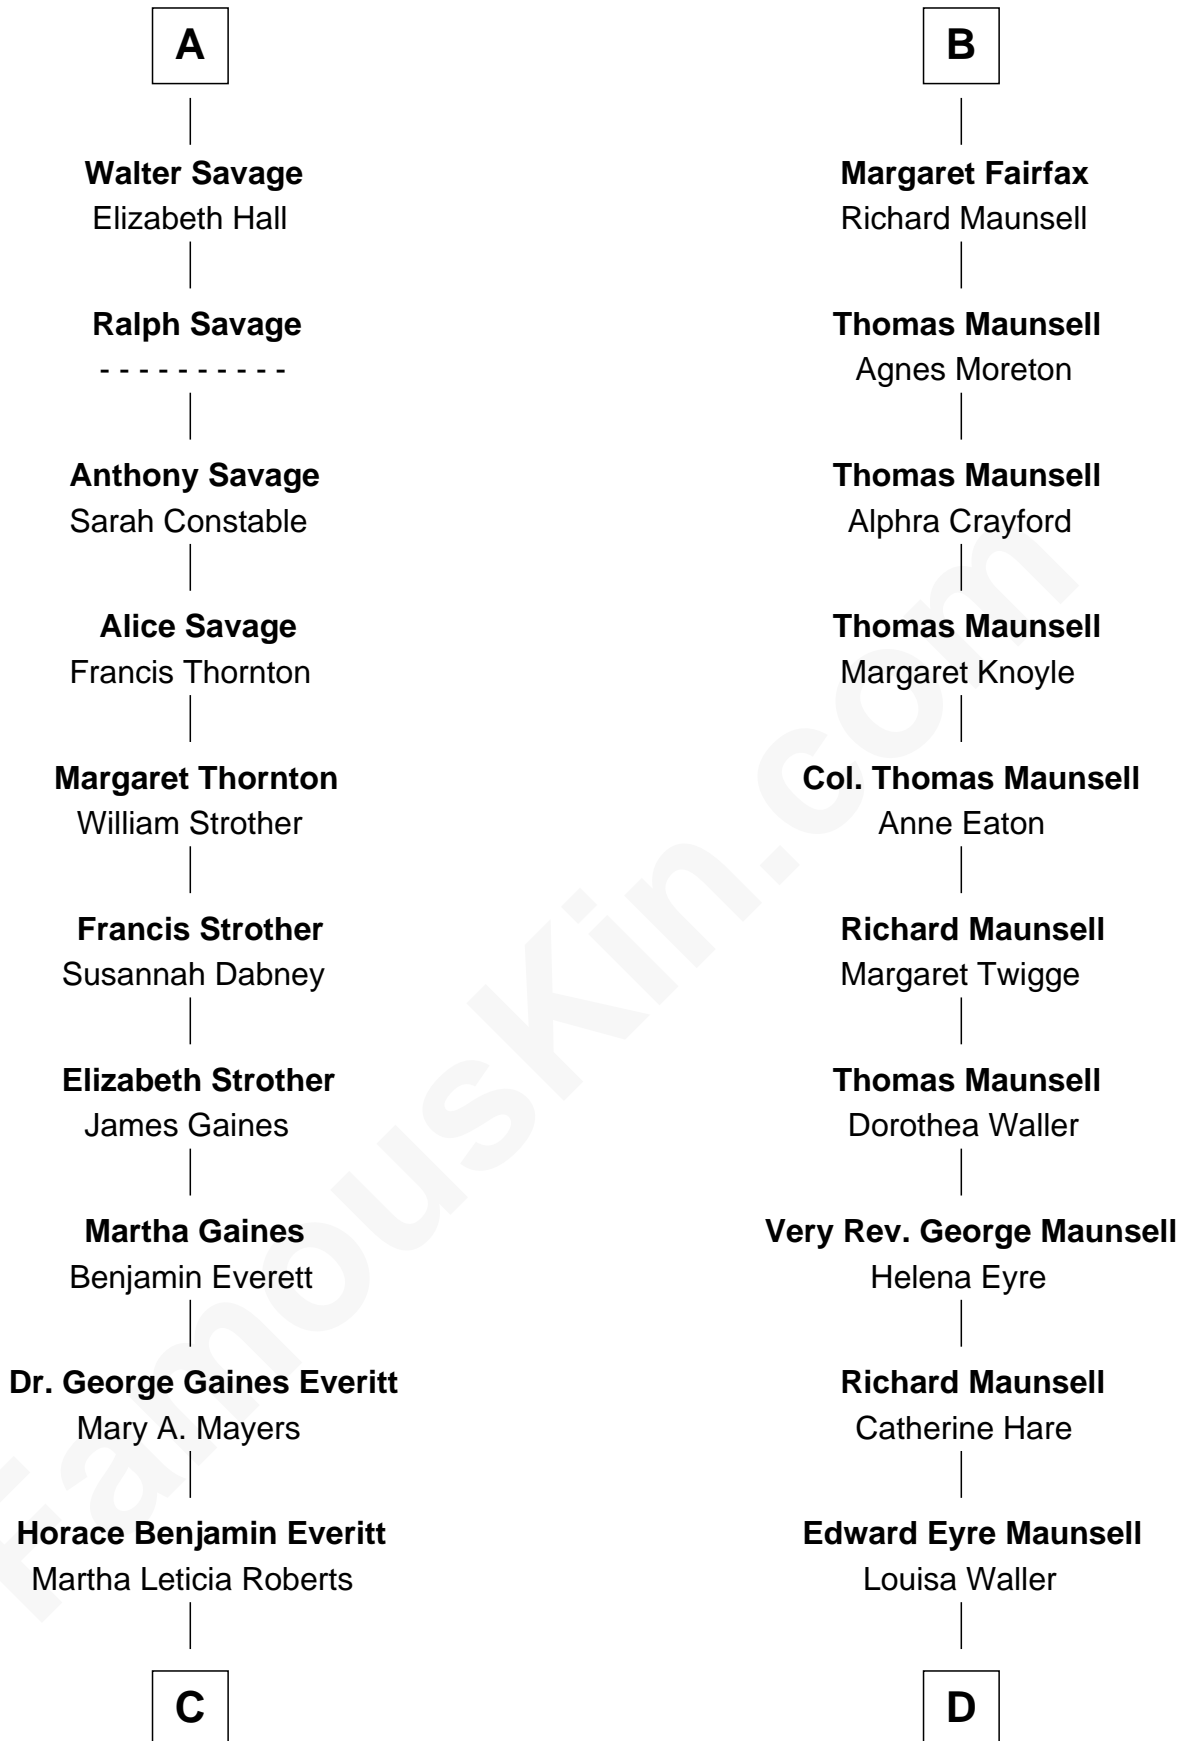 A
Walter Savage
Elizabeth Hall
Ralph Savage
- - - - - - - - - -
Anthony Savage
Sarah Constable
Alice Savage
Francis Thornton
Margaret Thornton
William Strother
Francis Strother
Susannah Dabney
Elizabeth Strother
James Gaines
Martha Gaines
Benjamin Everett
Dr. George Gaines Everitt
Mary A. Mayers
Horace Benjamin Everitt
Martha Leticia Roberts
C
B
Margaret Fairfax
Richard Maunsell
Thomas Maunsell
Agnes Moreton
Thomas Maunsell
Alphra Crayford
Thomas Maunsell
Margaret Knoyle
Col. Thomas Maunsell
Anne Eaton
Richard Maunsell
Margaret Twigge
Thomas Maunsell
Dorothea Waller
Very Rev. George Maunsell
Helena Eyre
Richard Maunsell
Catherine Hare
Edward Eyre Maunsell
Louisa Waller
D
FamousKin.com